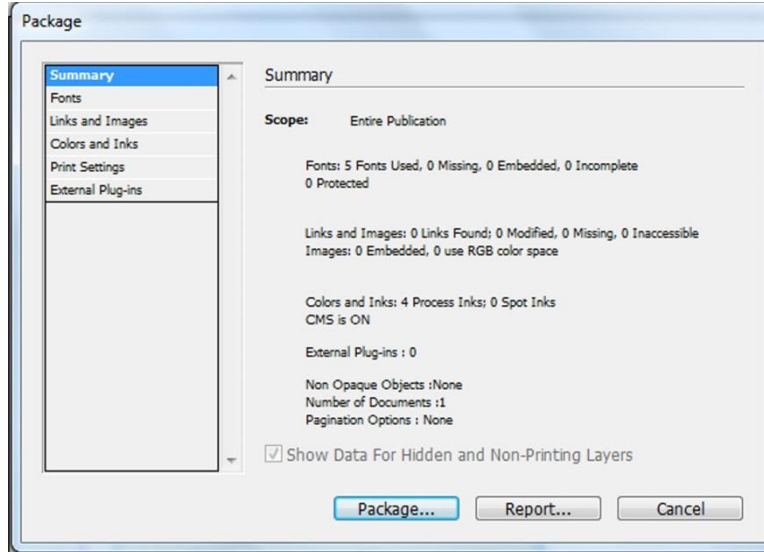 Package
Summary
Fonts
Links and Images
Colors and Inks
Print Settings
External Plug-ins
Summary
Scope: Entire Publication
Fonts: 5 Fonts Used, 0 Missing, 0 Embedded, 0 Incomplete
0 Protected
Links and Images: 0 Links Found; 0 Modified, 0 Missing, 0 Inaccessible
Images: 0 Embedded, 0 use RGB color space
Colors and Inks: 4 Process Inks; 0 Spot Inks
CMS is ON
External Plug-ins : 0
Non Opaque Objects :None
Number of Documents :1
Pagination Options : None
Show Data For Hidden and Non-Printing Layers
Package... Report... Cancel